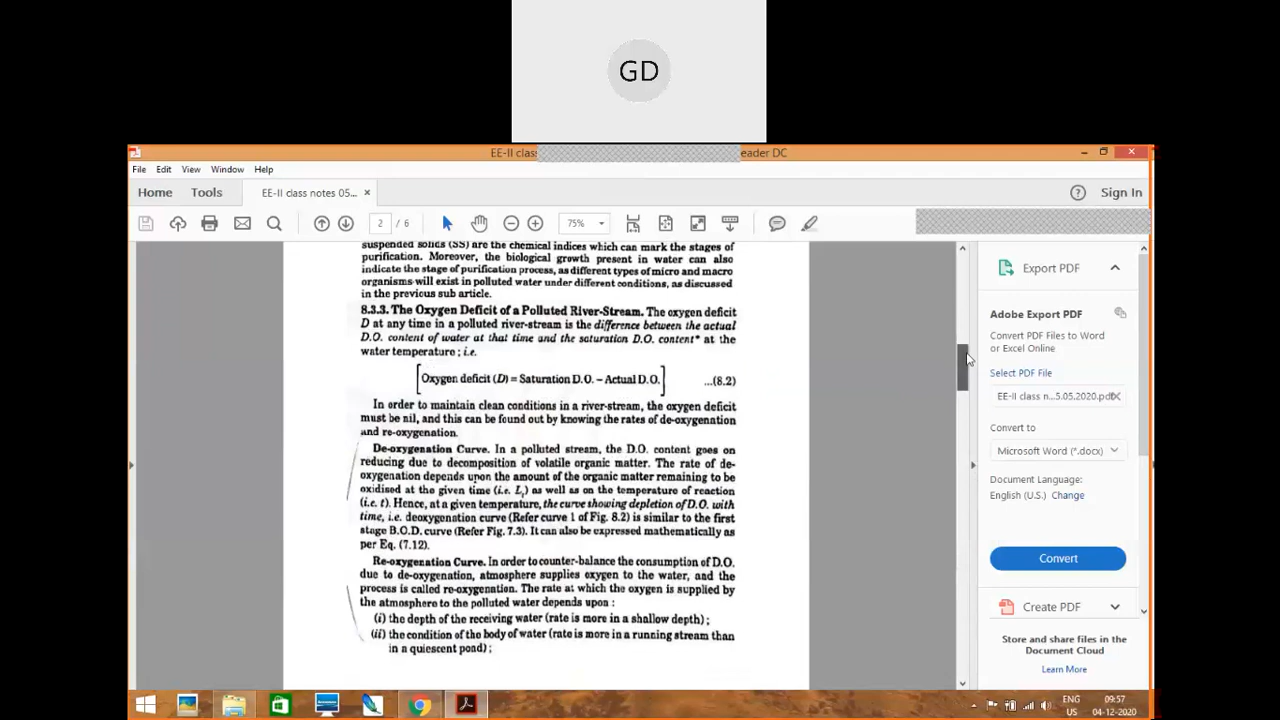 GD
EE-II clas
eader DC
File Edit View Window Help
Home Tools EE-II class notes 05... ×
Sign In
2 / 6 75%
suspended solids (SS) are the chemical indices which can mark the stages of
purification. Moreover, the biological growth present in water can also
indicate the stage of purification process, as different types of micro and macro
organisms will exist in polluted water under different conditions, as discussed
in the previous sub article.
8.3.3. The Oxygen Deficit of a Polluted River-Stream. The oxygen deficit
D at any time in a polluted river-stream is the difference between the actual
D.O. content of water at that time and the saturation D.O. content* at the
water temperature ; i.e.
[Oxygen deficit (D) = Saturation D.O. – Actual D.O.] ...(8.2)
In order to maintain clean conditions in a river-stream, the oxygen deficit
must be nil, and this can be found out by knowing the rates of de-oxygenation
and re-oxygenation.
De-oxygenation Curve. In a polluted stream, the D.O. content goes on
reducing due to decomposition of volatile organic matter. The rate of de-
oxygenation depends upon the amount of the organic matter remaining to be
oxidised at the given time (i.e. Lt) as well as on the temperature of reaction
(i.e. t). Hence, at a given temperature, the curve showing depletion of D.O. with
time, i.e. deoxygenation curve (Refer curve 1 of Fig. 8.2) is similar to the first
stage B.O.D. curve (Refer Fig. 7.3). It can also be expressed mathematically as
per Eq. (7.12).
Re-oxygenation Curve. In order to counter-balance the consumption of D.O.
due to de-oxygenation, atmosphere supplies oxygen to the water, and the
process is called re-oxygenation. The rate at which the oxygen is supplied by
the atmosphere to the polluted water depends upon :
(i) the depth of the receiving water (rate is more in a shallow depth) ;
(ii) the condition of the body of water (rate is more in a running stream than
in a quiescent pond) ;
Export PDF
Adobe Export PDF
Convert PDF Files to Word
or Excel Online
Select PDF File
EE-II class n...5.05.2020.pdf
Convert to
Microsoft Word (*.docx)
Document Language:
English (U.S.) Change
Convert
Create PDF
Store and share files in the
Document Cloud
Learn More
ENG 09:57
US 04-12-2020